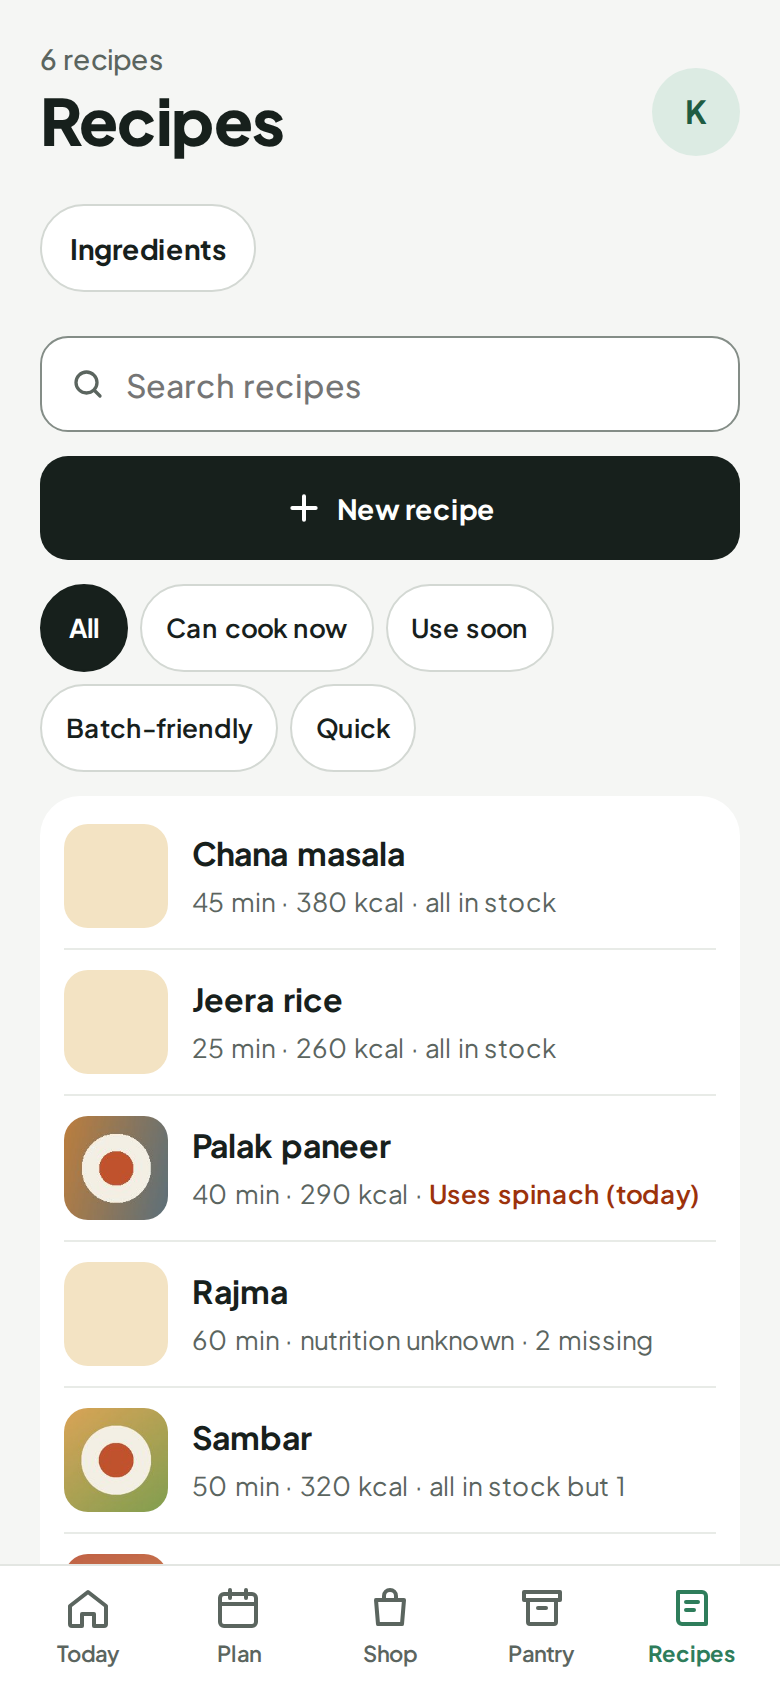 6 recipes
Recipes
K
Ingredients
Search recipes
New recipe
All
Can cook now
Use soon
Batch-friendly
Quick
Chana masala
45 min · 380 kcal · all in stock
Jeera rice
25 min · 260 kcal · all in stock
Palak paneer
40 min · 290 kcal · Uses spinach (today)
Rajma
60 min · nutrition unknown · 2 missing
Sambar
50 min · 320 kcal · all in stock but 1
Today
Plan
Shop
Pantry
Recipes